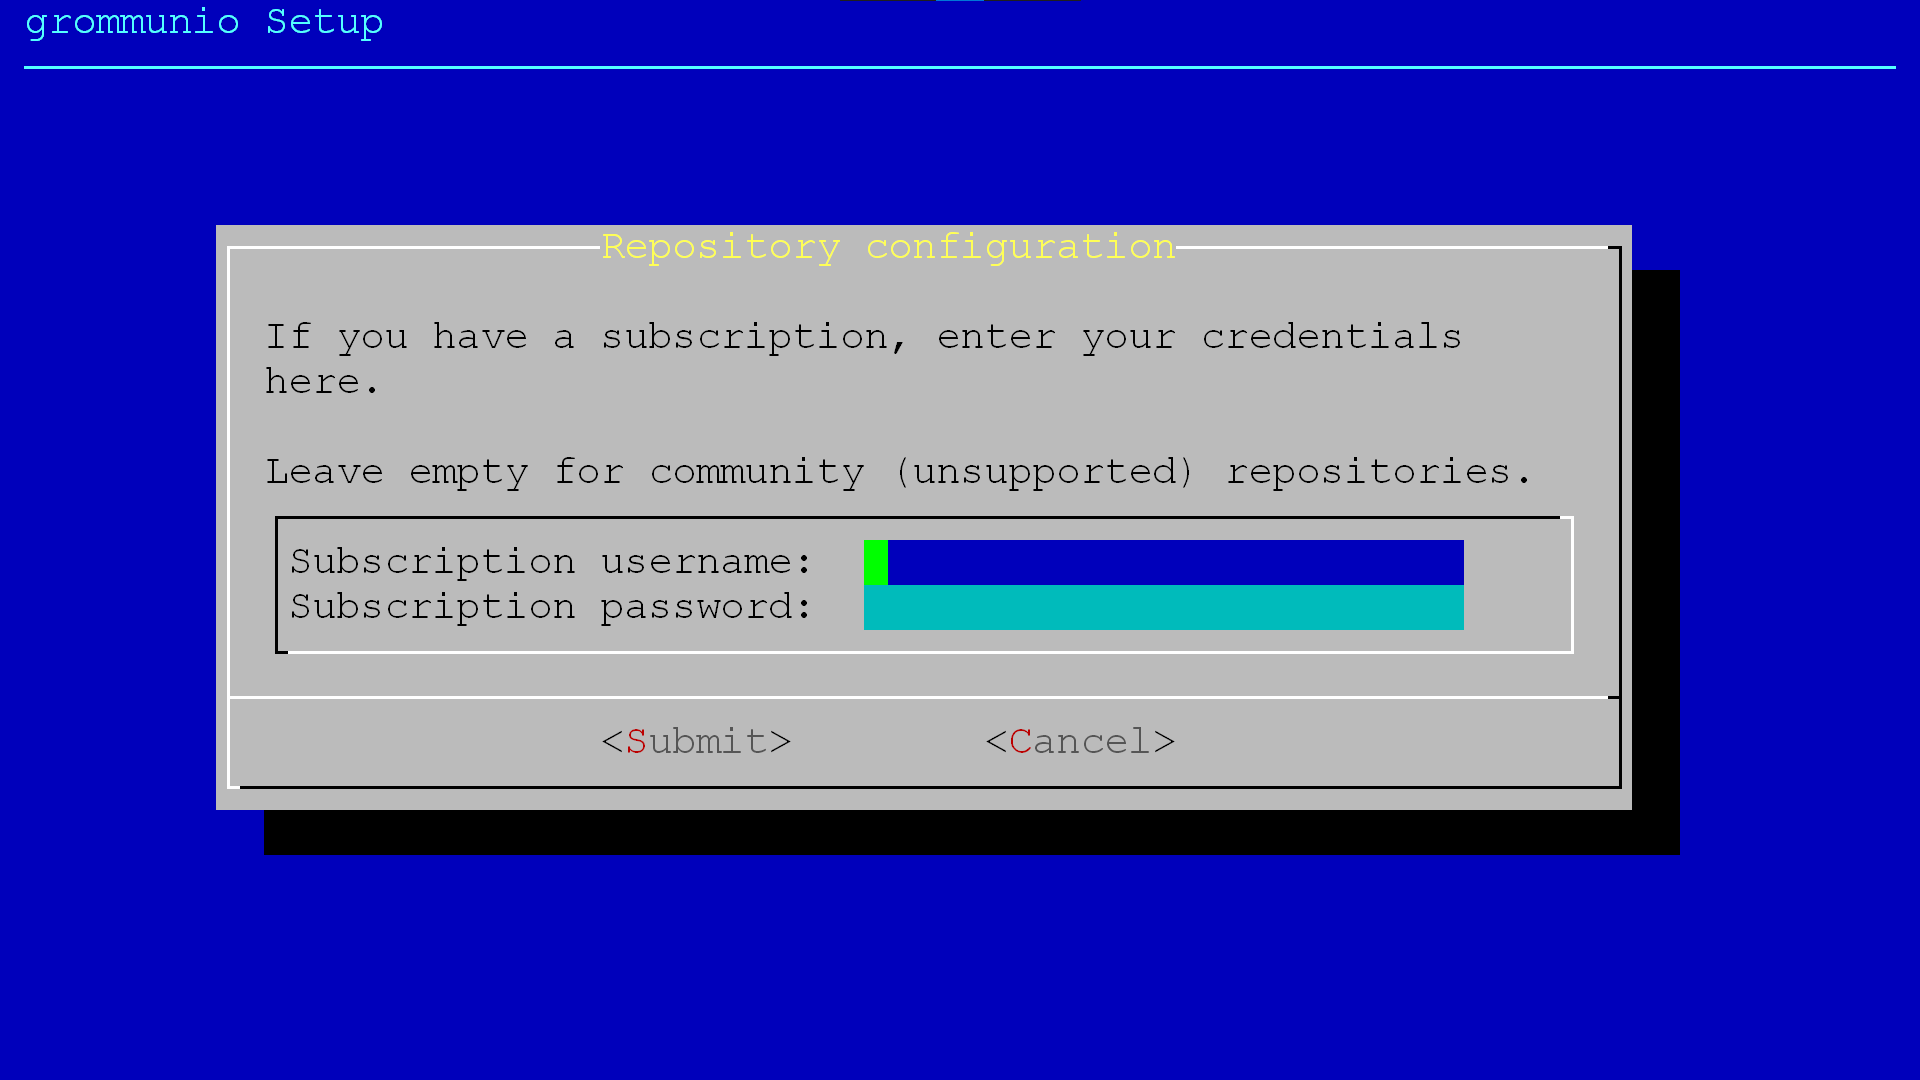 grommunio Setup
Repository configuration
If you have a subscription, enter your credentials
here.
Leave empty for community (unsupported) repositories.
Subscription username:
Subscription password:
<Submit> <Cancel>